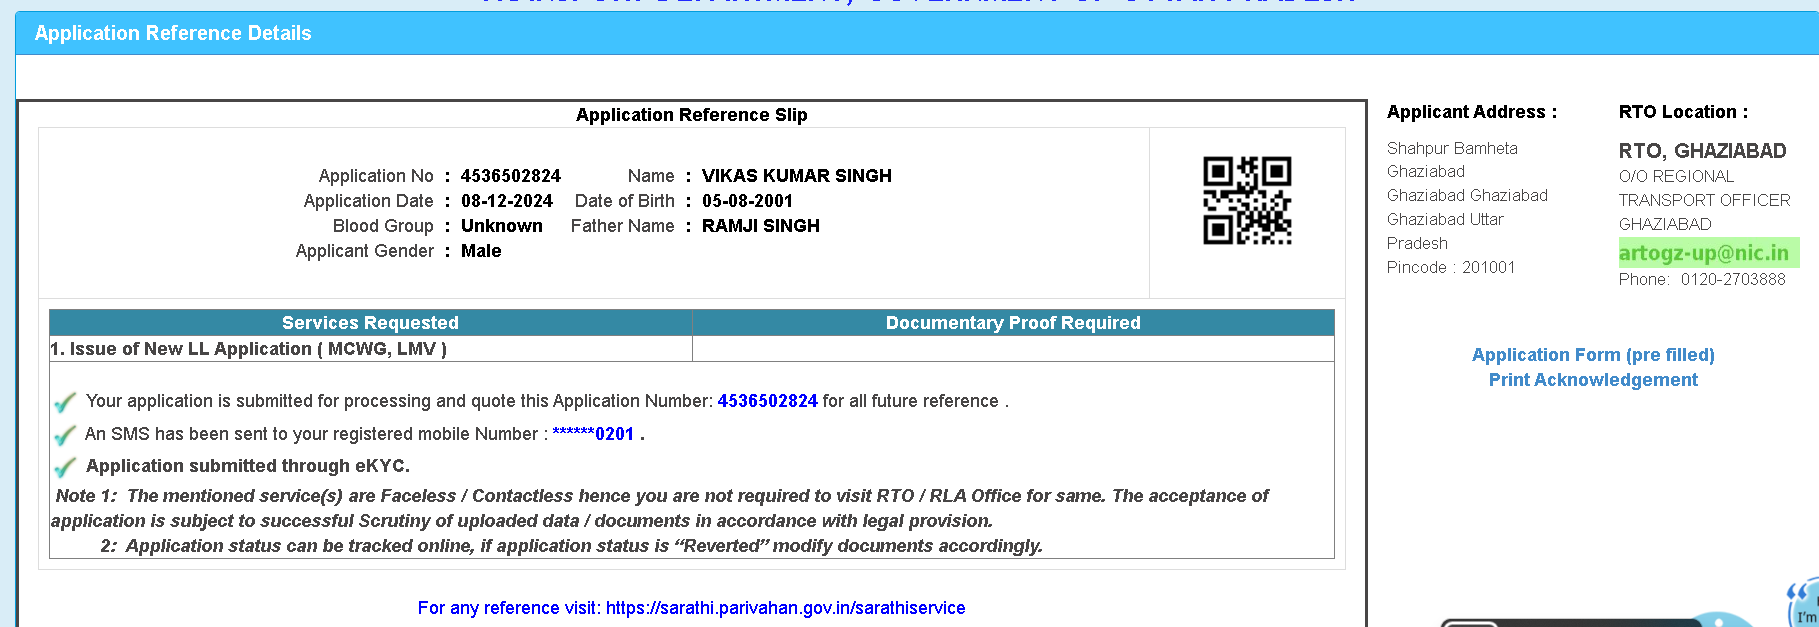 Application Reference Details
Application Reference Slip
Application No : 4536502824 Name : VIKAS KUMAR SINGH
Application Date : 08-12-2024 Date of Birth : 05-08-2001
Blood Group : Unknown Father Name : RAMJI SINGH
Applicant Gender : Male
Services Requested Documentary Proof Required
1. Issue of New LL Application ( MCWG, LMV )
Your application is submitted for processing and quote this Application Number: 4536502824 for all future reference .
An SMS has been sent to your registered mobile Number : ******0201 .
Application submitted through eKYC.
Note 1: The mentioned service(s) are Faceless / Contactless hence you are not required to visit RTO / RLA Office for same. The acceptance of
application is subject to successful Scrutiny of uploaded data / documents in accordance with legal provision.
2: Application status can be tracked online, if application status is “Reverted” modify documents accordingly.
For any reference visit: https://sarathi.parivahan.gov.in/sarathiservice
Applicant Address :
Shahpur Bamheta
Ghaziabad
Ghaziabad Ghaziabad
Ghaziabad Uttar
Pradesh
Pincode : 201001
RTO Location :
RTO, GHAZIABAD
O/O REGIONAL
TRANSPORT OFFICER
GHAZIABAD
artogz-up@nic.in
Phone: 0120-2703888
Application Form (pre filled)
Print Acknowledgement
I'm